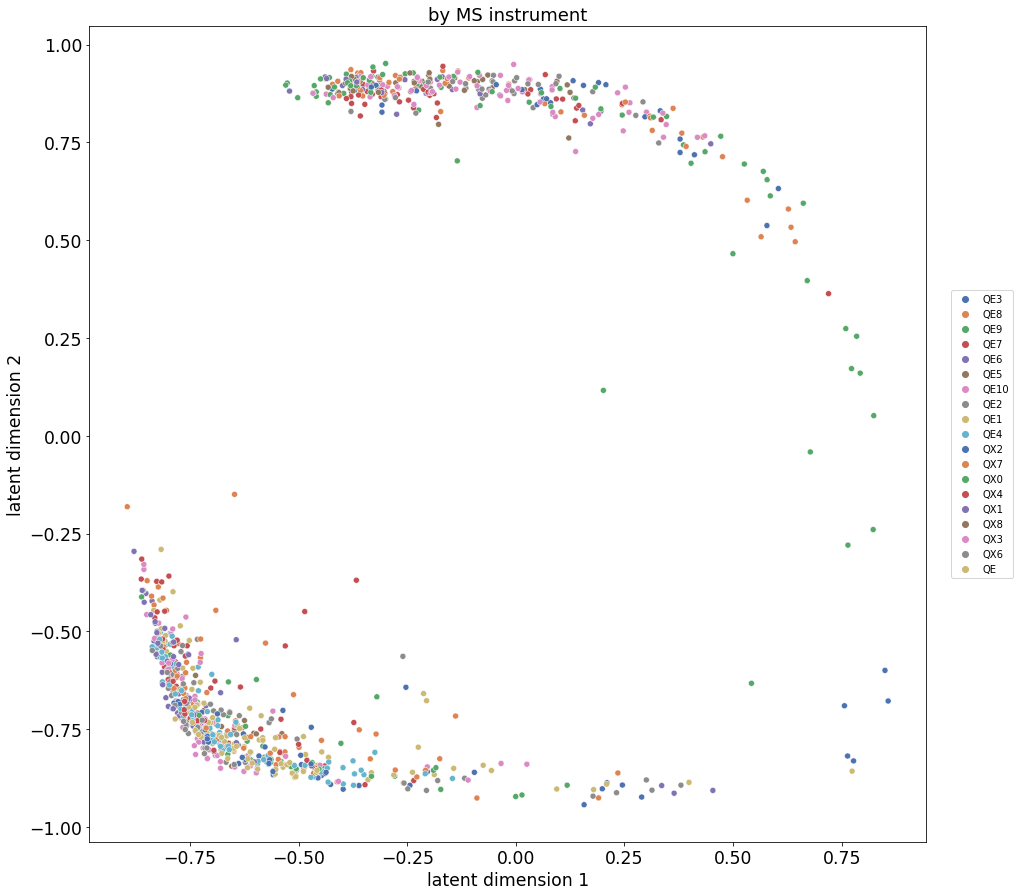 by MS instrument
1.00
0.75
0.50
0.25
0.00
−0.25
−0.50
−0.75
−1.00
latent dimension 2
−0.75
−0.50
−0.25
0.00
0.25
0.50
0.75
latent dimension 1
QE3
QE8
QE9
QE7
QE6
QE5
QE10
QE2
QE1
QE4
QX2
QX7
QX0
QX4
QX1
QX8
QX3
QX6
QE